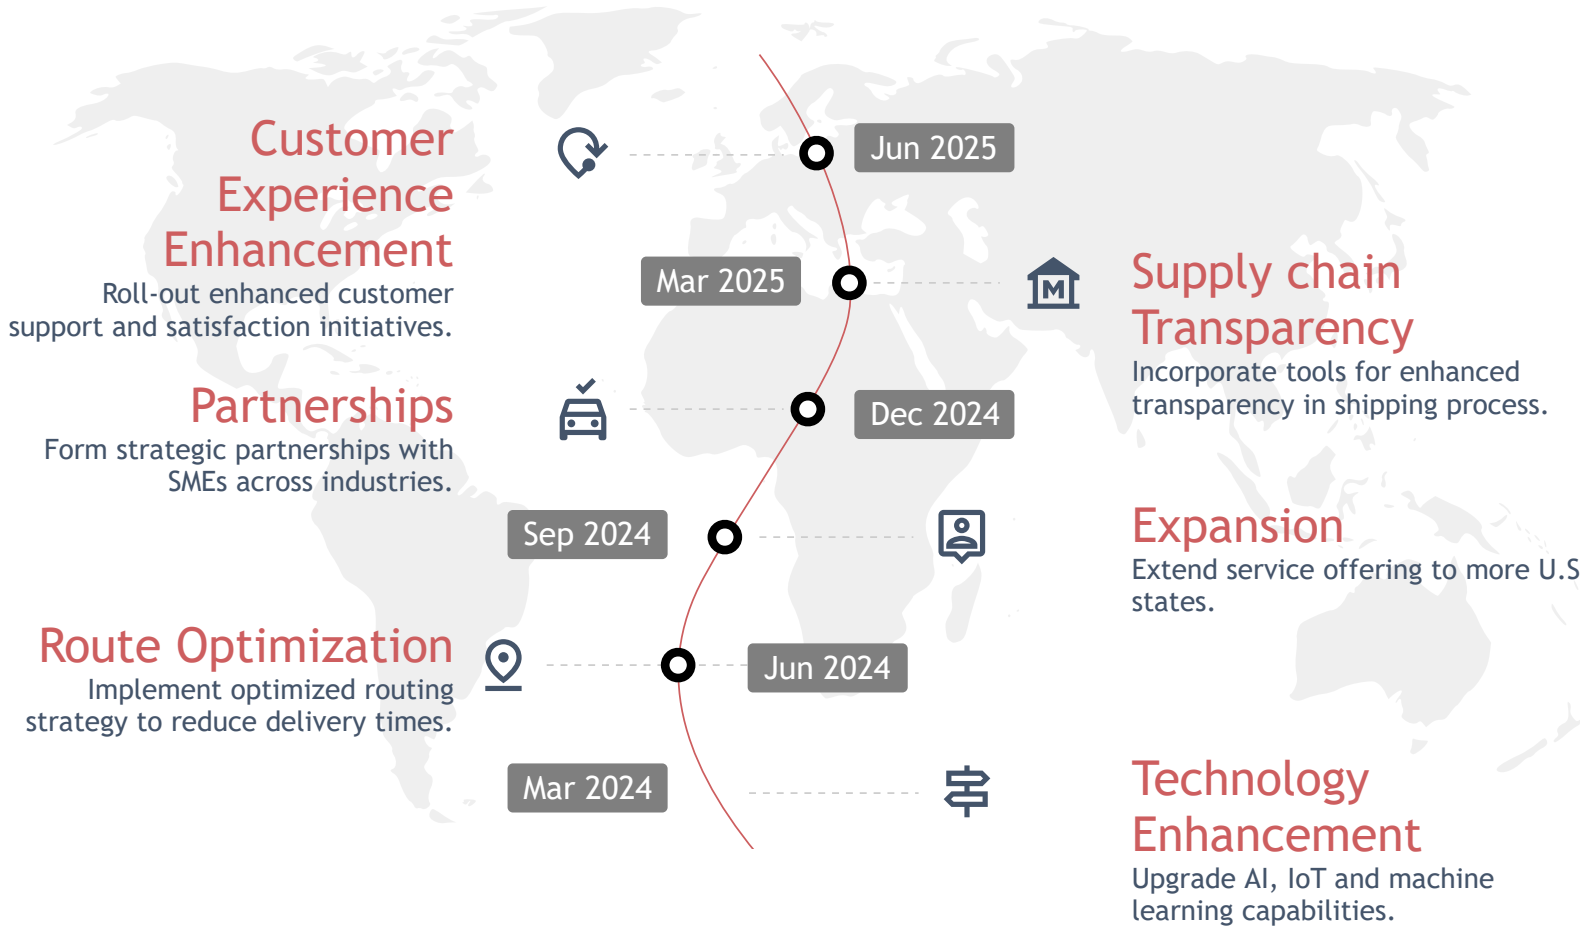 Customer
Experience
Enhancement
Roll-out enhanced customer
support and satisfaction initiatives.
Jun 2025
Mar 2025
Supply chain
Transparency
Incorporate tools for enhanced
transparency in shipping process.
Partnerships
Form strategic partnerships with
SMEs across industries.
Dec 2024
Sep 2024
M
Expansion
Extend service offering to more U.S
states.
Route Optimization
Implement optimized routing
strategy to reduce delivery times.
Jun 2024
Mar 2024
Technology
Enhancement
Upgrade AI, IoT and machine
learning capabilities.